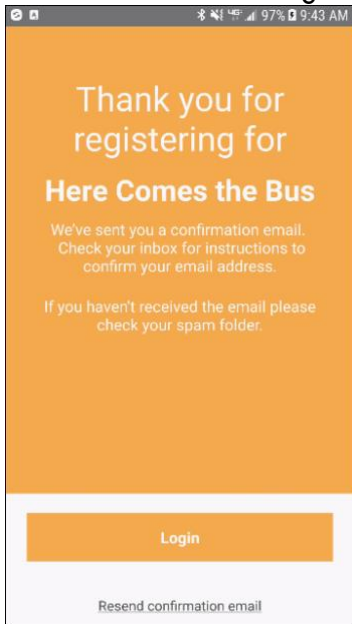 97% 9:43 AM
Thank you for
registering for
Here Comes the Bus
We've sent you a confirmation email.
Check your inbox for instructions to
confirm your email address.
If you haven't received the email please
check your spam folder.
Login
Resend confirmation email